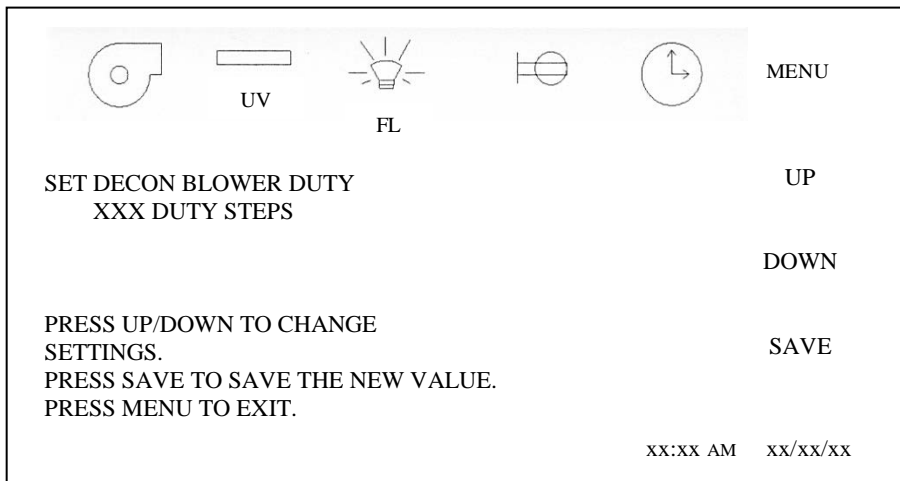 MENU
UV
FL
SET DECON BLOWER DUTY
XXX DUTY STEPS
UP
DOWN
PRESS UP/DOWN TO CHANGE
SETTINGS.
PRESS SAVE TO SAVE THE NEW VALUE.
PRESS MENU TO EXIT.
SAVE
xx:xx AM xx/xx/xx